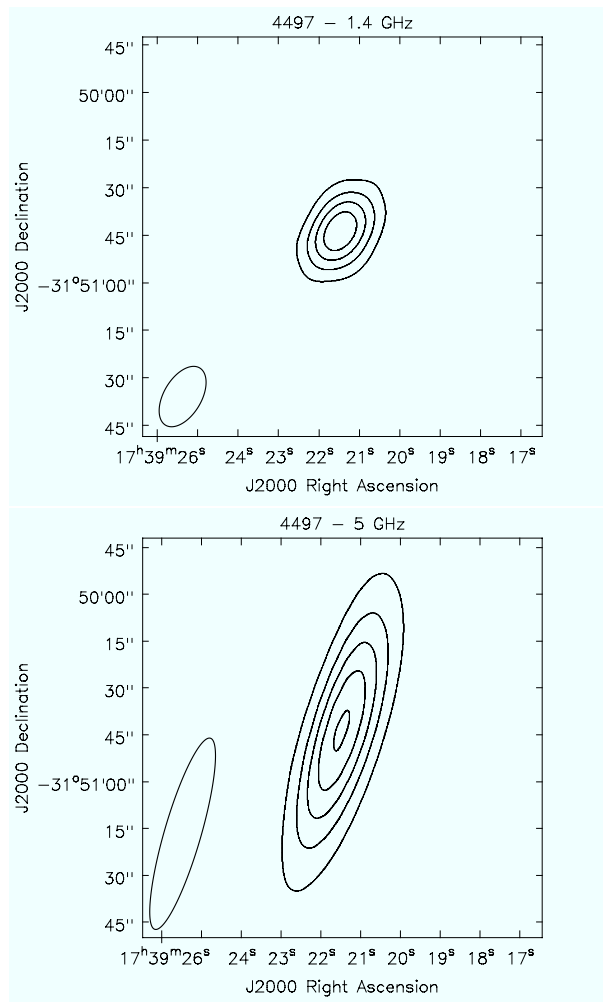 4497 - 1.4 GHz
45''
50'00''
15''
30''
45''
-31°51'00''
15''
30''
45''
J2000 Declination
17ʰ39ᵐ26ˢ 24ˢ 23ˢ 22ˢ 21ˢ 20ˢ 19ˢ 18ˢ 17ˢ
J2000 Right Ascension
4497 - 5 GHz
45''
50'00''
15''
30''
45''
-31°51'00''
15''
30''
45''
J2000 Declination
17ʰ39ᵐ26ˢ 24ˢ 23ˢ 22ˢ 21ˢ 20ˢ 19ˢ 18ˢ 17ˢ
J2000 Right Ascension